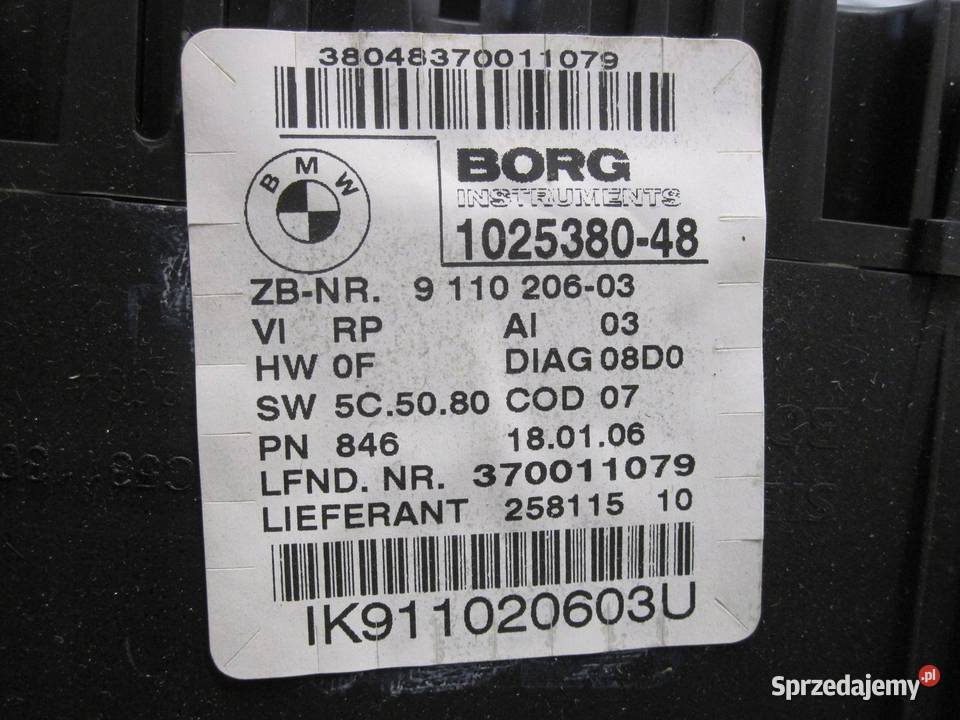 38048370011079
BMW
BORG
INSTRUMENTS
1025380-48
ZB-NR. 9 110 206-03
VI RP AI 03
HW 0F DIAG 08D0
SW 5C.50.80 COD 07
PN 846 18.01.06
LFND. NR. 370011079
LIEFERANT 258115 10
IK911020603U
Sprzedajemy.pl